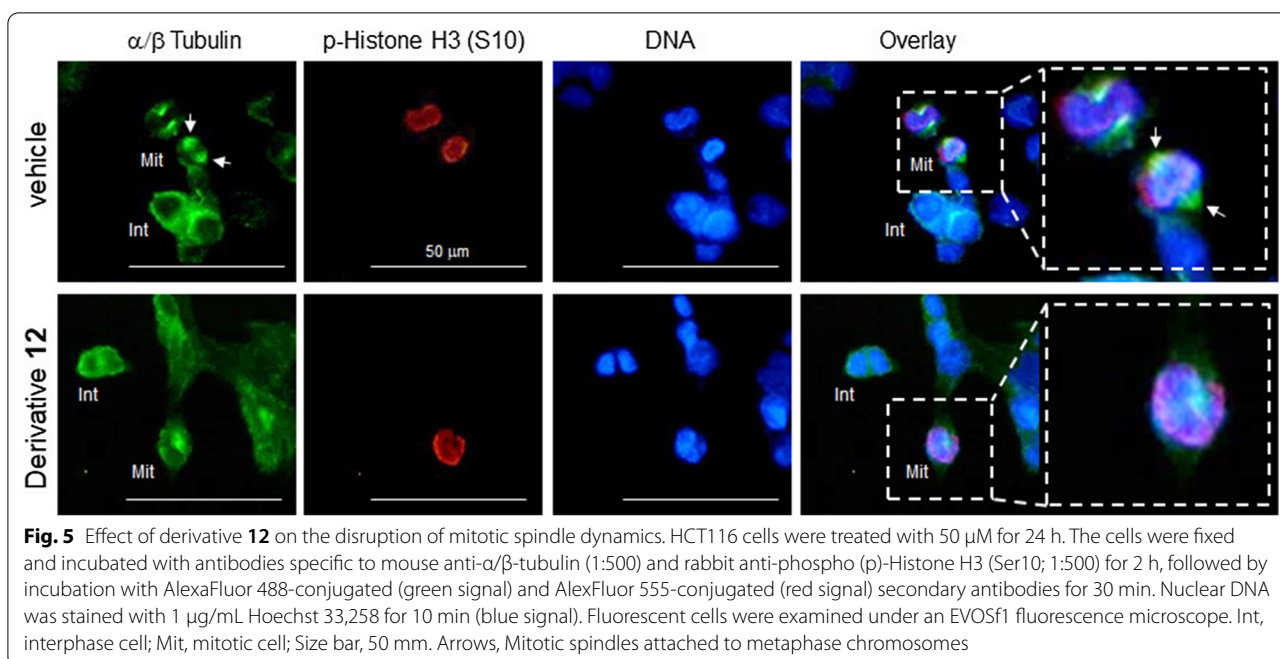 α/β Tubulin
p-Histone H3 (S10)
DNA
Overlay
vehicle
Mit
Int
50 μm
Mit
Int
Derivative 12
Int
Mit
Int
Mit
Fig. 5 Effect of derivative 12 on the disruption of mitotic spindle dynamics. HCT116 cells were treated with 50 μM for 24 h. The cells were fixed
and incubated with antibodies specific to mouse anti-α/β-tubulin (1:500) and rabbit anti-phospho (p)-Histone H3 (Ser10; 1:500) for 2 h, followed by
incubation with AlexaFluor 488-conjugated (green signal) and AlexFluor 555-conjugated (red signal) secondary antibodies for 30 min. Nuclear DNA
was stained with 1 μg/mL Hoechst 33,258 for 10 min (blue signal). Fluorescent cells were examined under an EVOSf1 fluorescence microscope. Int,
interphase cell; Mit, mitotic cell; Size bar, 50 mm. Arrows, Mitotic spindles attached to metaphase chromosomes